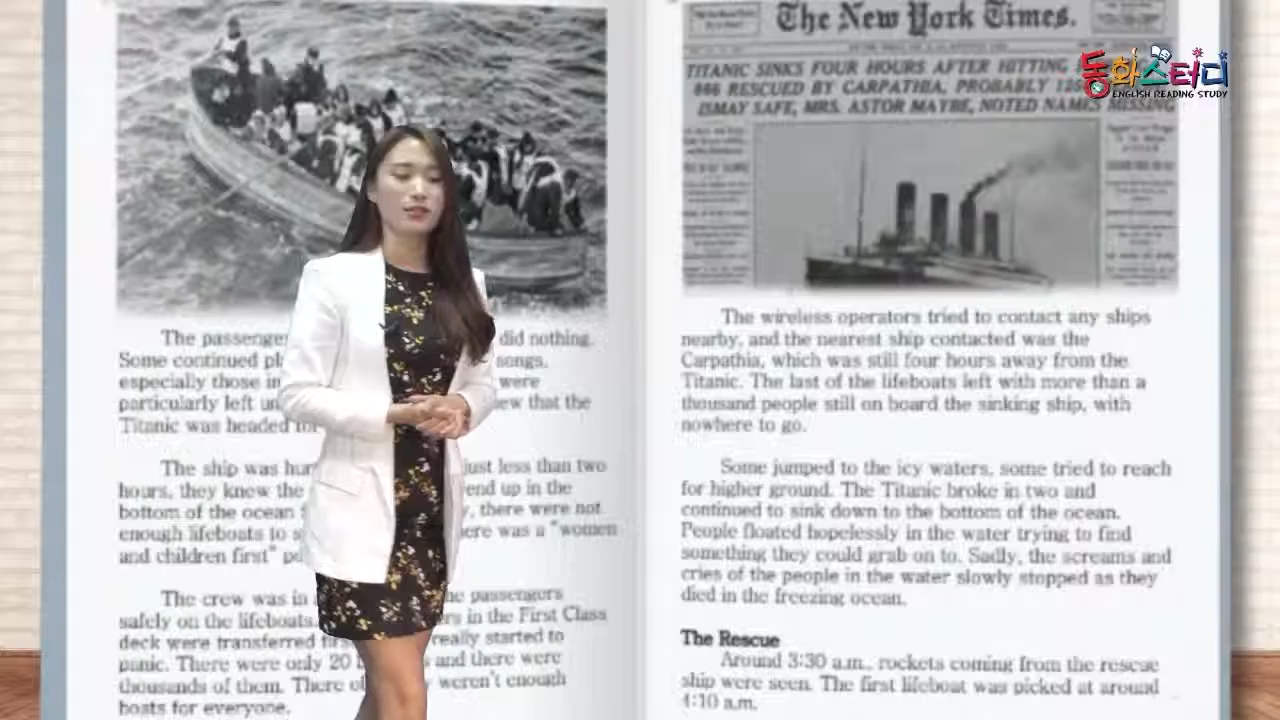 The passenge did nothing.
Some continued songs,
especially those in were
particularly left that the
Titanic was headed
The ship was just less than two
hours, they knew the end up in the
bottom of the ocean there were not
enough lifeboats to ere was a "women
and children first"
The crew was in passengers
safely on the lifeboats. in the First Class
deck were transferred really started to
panic. There were only 20 and there were
thousands of them. There weren't enough
boats for everyone.
The New York Times.
TITANIC SINKS FOUR HOURS AFTER HITTING
866 RESCUED BY CARPATHIA, PROBABLY
ISMAY SAFE, MRS. ASTOR MAYBE, NOTED NAMES MISSING
동화스터디
ENGLISH READING STUDY
The wireless operators tried to contact any ships
nearby, and the nearest ship contacted was the
Carpathia, which was still four hours away from the
Titanic. The last of the lifeboats left with more than a
thousand people still on board the sinking ship, with
nowhere to go.
Some jumped to the icy waters, some tried to reach
for higher ground. The Titanic broke in two and
continued to sink down to the bottom of the ocean.
People floated hopelessly in the water trying to find
something they could grab on to. Sadly, the screams and
cries of the people in the water slowly stopped as they
died in the freezing ocean.
The Rescue
Around 3:30 a.m., rockets coming from the rescue
ship were seen. The first lifeboat was picked at around
4:10 a.m.